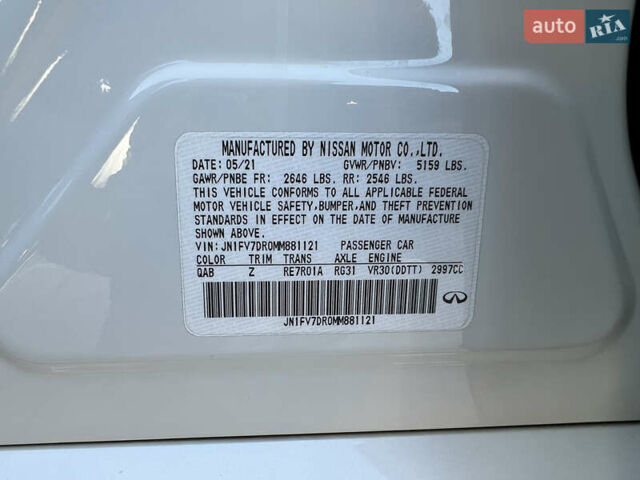 auto RIA.com
MANUFACTURED BY NISSAN MOTOR CO.,LTD.
DATE: 05/21 GVWR/PNBV: 5159 LBS.
GAWR/PNBE FR: 2646 LBS. RR: 2546 LBS.
THIS VEHICLE CONFORMS TO ALL APPLICABLE FEDERAL
MOTOR VEHICLE SAFETY, BUMPER, AND THEFT PREVENTION
STANDARDS IN EFFECT ON THE DATE OF MANUFACTURE
SHOWN ABOVE.
VIN: JN1FV7DR0MM881121 PASSENGER CAR
COLOR TRIM TRANS AXLE ENGINE
QAB Z RE7R01A RG31 VR30(DDTT) 2997CC
JN1FV7DR0MM881121